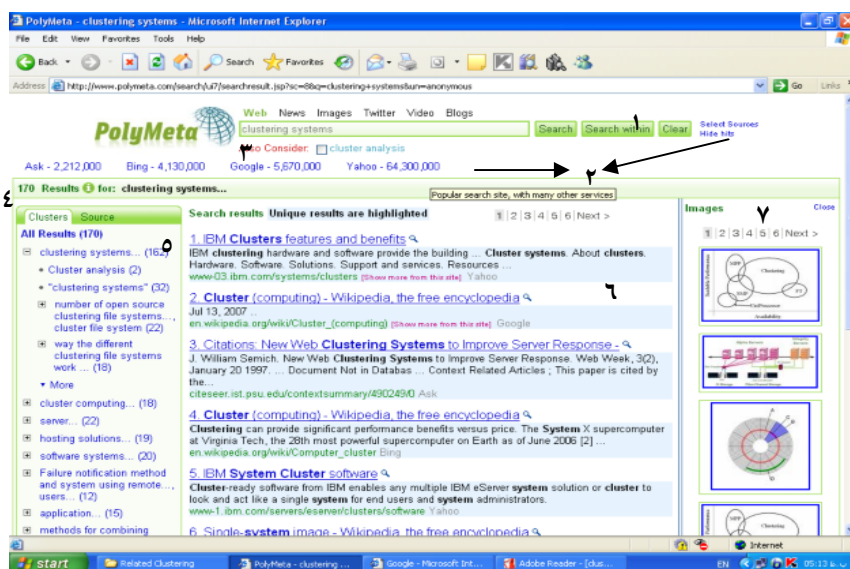 PolyMeta - clustering systems - Microsoft Internet Explorer
File Edit View Favorites Tools Help
Back Search Favorites
Address http://www.polymeta.com/search/ui7/searchresult.jsp?sc=8&q=clustering+systems&urn=anonymous Go Links
Web News Images Twitter Video Blogs
PolyMeta clustering systems Search Search within Clear Select Sources
Hide hits
١
Also Consider: cluster analysis
٣
Ask - 2,212,000 Bing - 4,130,000 Google - 5,670,000 Yahoo - 64,300,000
٢
170 Results for: clustering systems...
Popular search site, with many other services
٤
Clusters Source
All Results (170)
٥
clustering systems... (162)
Cluster analysis (2)
"clustering systems" (32)
number of open source
clustering file systems...,
cluster file system (22)
way the different
clustering file systems
work ... (18)
More
cluster computing... (18)
server... (22)
hosting solutions... (19)
software systems... (20)
Failure notification method
and system using remote...,
users... (12)
application... (15)
methods for combining
Search results Unique results are highlighted 1 | 2 | 3 | 4 | 5 | 6 | Next >
1. IBM Clusters features and benefits
IBM clustering hardware and software provide the building ... Cluster systems. About clusters.
Hardware. Software. Solutions. Support and services. Resources ...
www-03.ibm.com/systems/clusters [Show more from this site] Yahoo
٦
2. Cluster (computing) - Wikipedia, the free encyclopedia
Jul 13, 2007 ..
en.wikipedia.org/wiki/Cluster_(computing) [Show more from this site] Google
3. Citations: New Web Clustering Systems to Improve Server Response -
J. William Semich. New Web Clustering Systems to Improve Server Response. Web Week, 3(2),
January 20 1997. ... Document Not in Databas ... Context Related Articles ; This paper is cited by
the...
citeseer.ist.psu.edu/contextsummary/490249/0 Ask
4. Cluster (computing) - Wikipedia, the free encyclopedia
Clustering can provide significant performance benefits versus price. The System X supercomputer
at Virginia Tech, the 28th most powerful supercomputer on Earth as of June 2006 [2] ...
en.wikipedia.org/wiki/Computer_cluster Bing
5. IBM System Cluster software
Cluster-ready software from IBM enables any multiple IBM eServer system solution or cluster to
look and act like a single system for end users and system administrators.
www-1.ibm.com/servers/eserver/clusters/software Yahoo
6. Single-system image - Wikipedia, the free encyclopedia
Images Close
٧
1 | 2 | 3 | 4 | 5 | 6 | Next >
Clustering
Availability
Clustering
Internet
start Related Clustering PolyMeta - clustering ... Google - Microsoft Int... Adobe Reader - [clus... EN 05:13